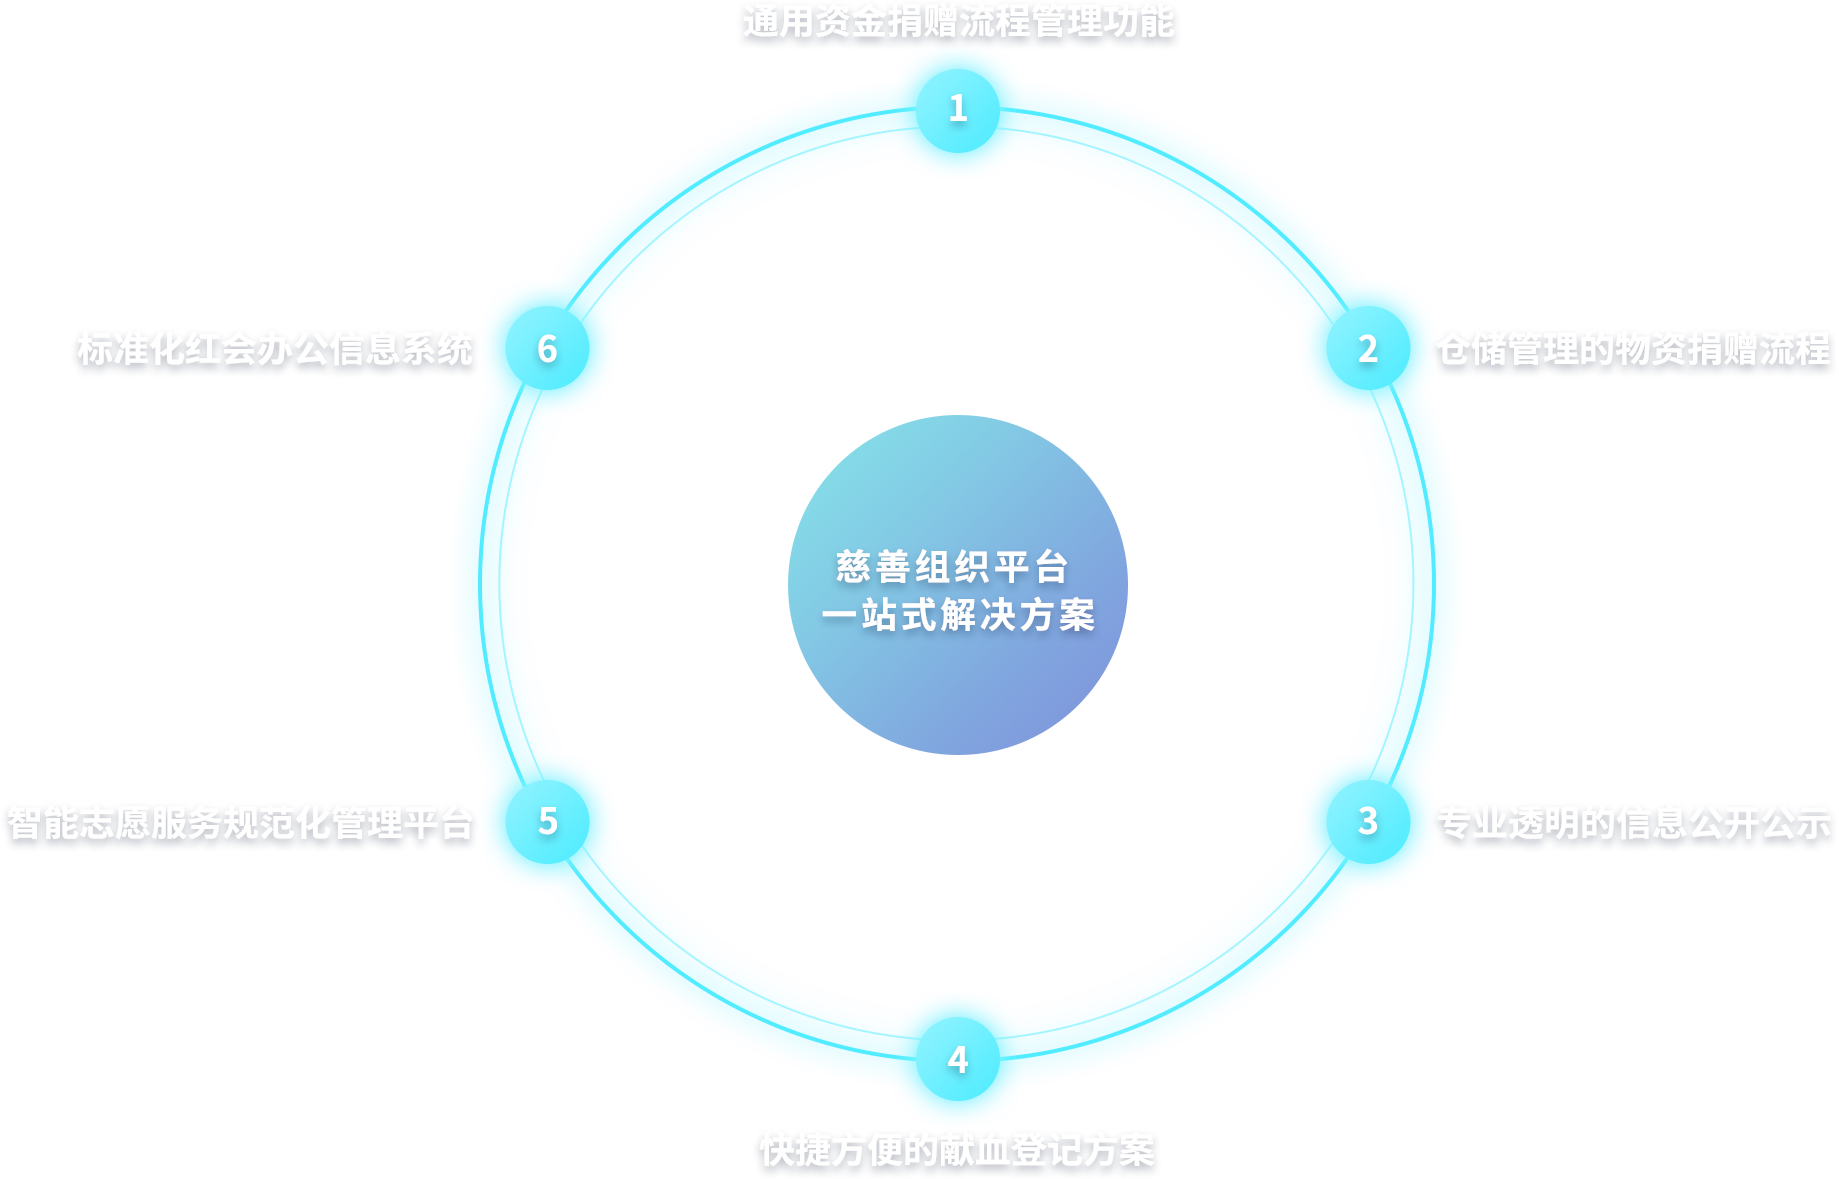 通用资金捐赠流程管理功能
1
6
标准化红会办公信息系统
2
仓储管理的物资捐赠流程
慈善组织平台
一站式解决方案
5
智能志愿服务规范化管理平台
3
专业透明的信息公开公示
4
快捷方便的献血登记方案